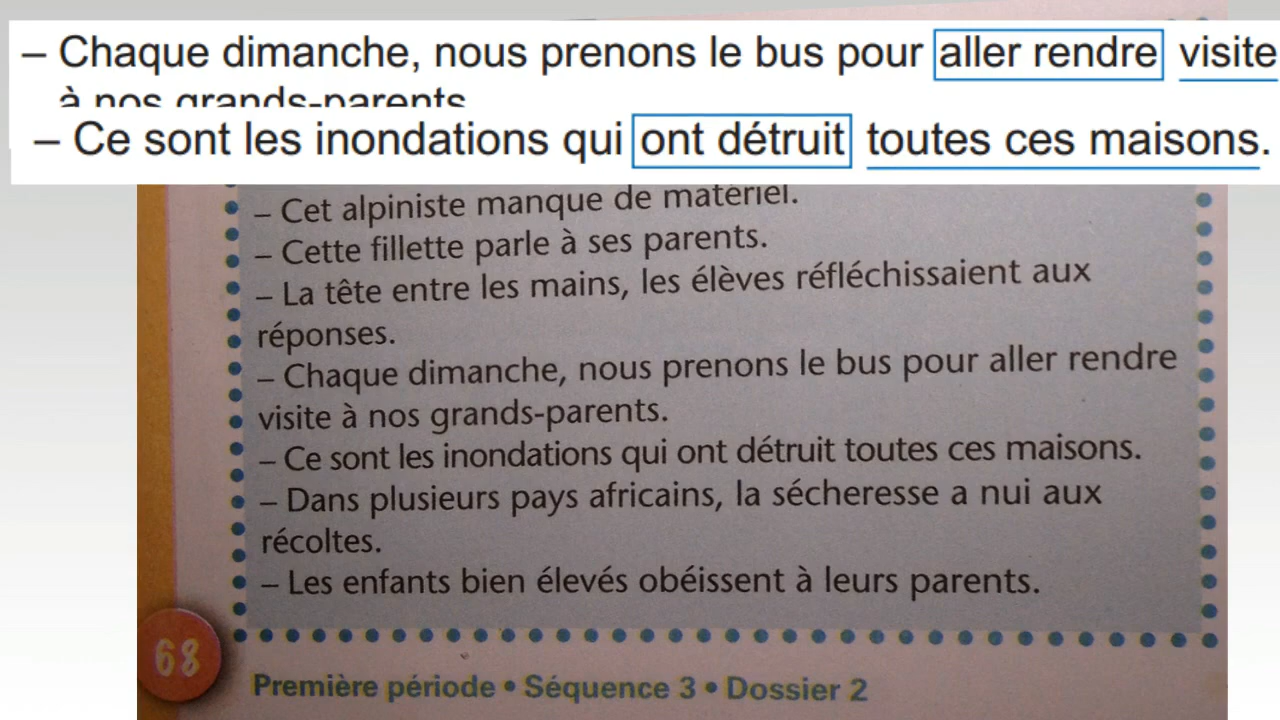 – Chaque dimanche, nous prenons le bus pour aller rendre visite
à nos grands-parents
– Ce sont les inondations qui ont détruit toutes ces maisons.
– Cet alpiniste manque de matériel.
– Cette fillette parle à ses parents.
– La tête entre les mains, les élèves réfléchissaient aux
réponses.
– Chaque dimanche, nous prenons le bus pour aller rendre
visite à nos grands-parents.
– Ce sont les inondations qui ont détruit toutes ces maisons.
– Dans plusieurs pays africains, la sécheresse a nui aux
récoltes.
– Les enfants bien élevés obéissent à leurs parents.
68
Première période • Séquence 3 • Dossier 2